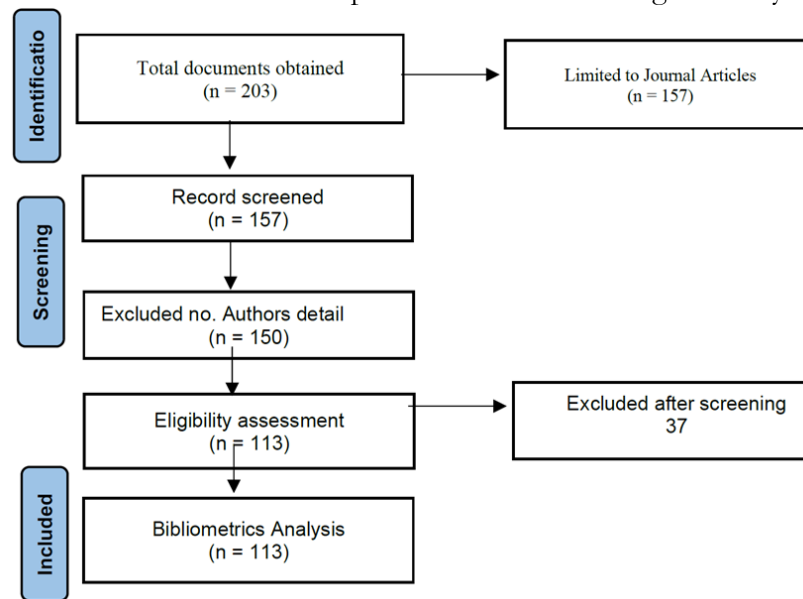 Identificatio
Total documents obtained
(n = 203)
Limited to Journal Articles
(n = 157)
Screening
Record screened
(n = 157)
Excluded no. Authors detail
(n = 150)
Eligibility assessment
(n = 113)
Excluded after screening
37
Included
Bibliometrics Analysis
(n = 113)